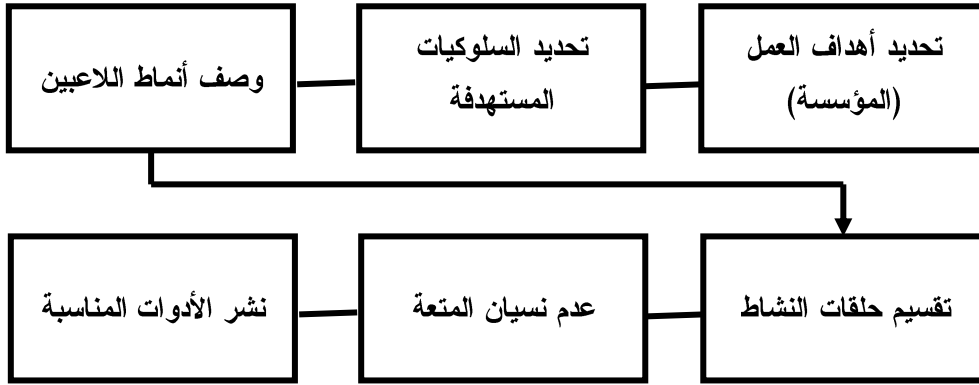 تحديد أهداف العمل
(المؤسسة)
تحديد السلوكيات
المستهدفة
وصف أنماط اللاعبين
تقسيم حلقات النشاط
عدم نسيان المتعة
نشر الأدوات المناسبة